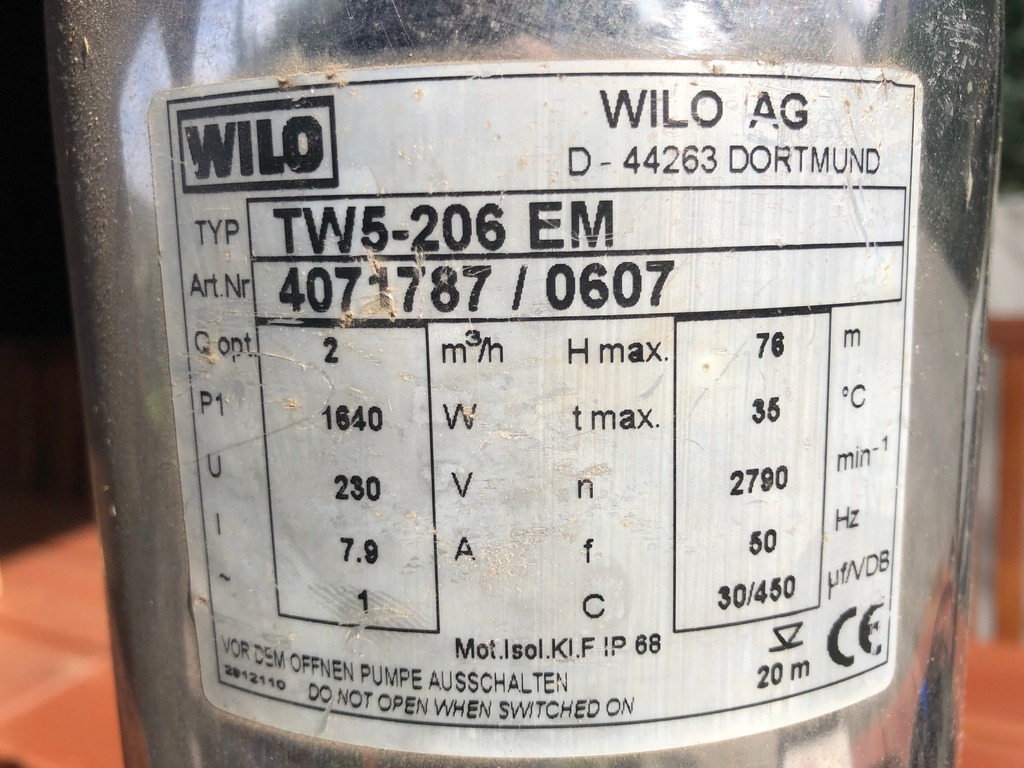 WILO
WILO AG
D - 44263 DORTMUND
TYP TW5-206 EM
Art.Nr 4071787 / 0607
Q opt. 2 m³/h H max. 76 m
P1 1640 W t max. 35 °C
U 230 V n 2790 min⁻¹
I 7.9 A f 50 Hz
~ 1 C 30/450 µf/VDB
Mot.Isol.Kl.F IP 68
20 m
CE
VOR DEM OFFNEN PUMPE AUSSCHALTEN
2912110 DO NOT OPEN WHEN SWITCHED ON